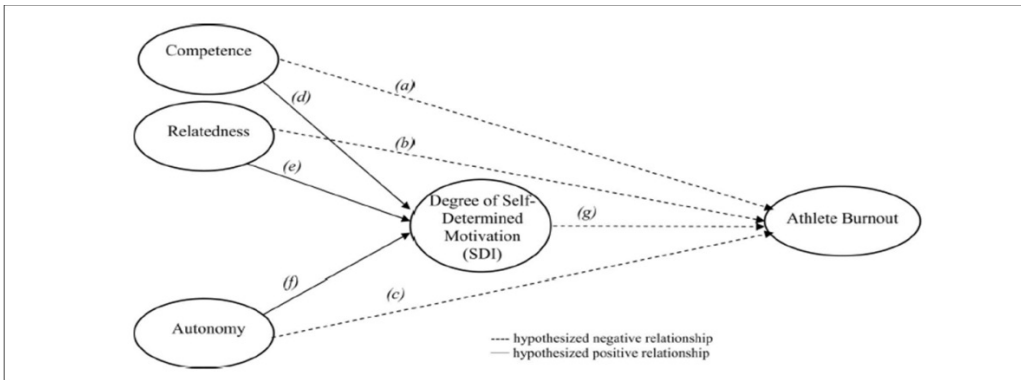 Competence
(a)
(d)
Relatedness
(b)
(e)
Degree of Self-
Determined
Motivation
(SDI)
(g)
Athlete Burnout
(f)
(c)
Autonomy
---- hypothesized negative relationship
— hypothesized positive relationship